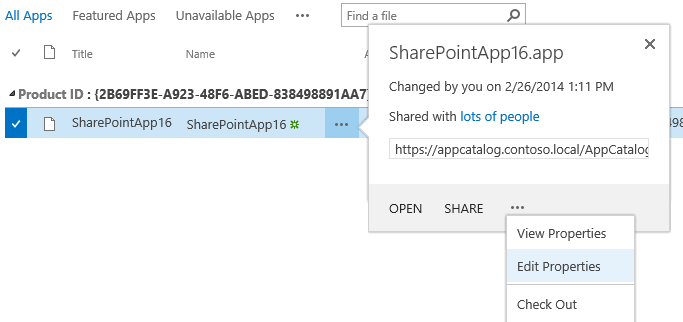 All Apps Featured Apps Unavailable Apps ••• Find a file
✓ Title Name
Product ID : {2B69FF3E-A923-48F6-ABED-838498891AA7}
SharePointApp16 SharePointApp16 •••
SharePointApp16.app
Changed by you on 2/26/2014 1:11 PM
Shared with lots of people
https://appcatalog.contoso.local/AppCatalog
OPEN SHARE •••
View Properties
Edit Properties
Check Out